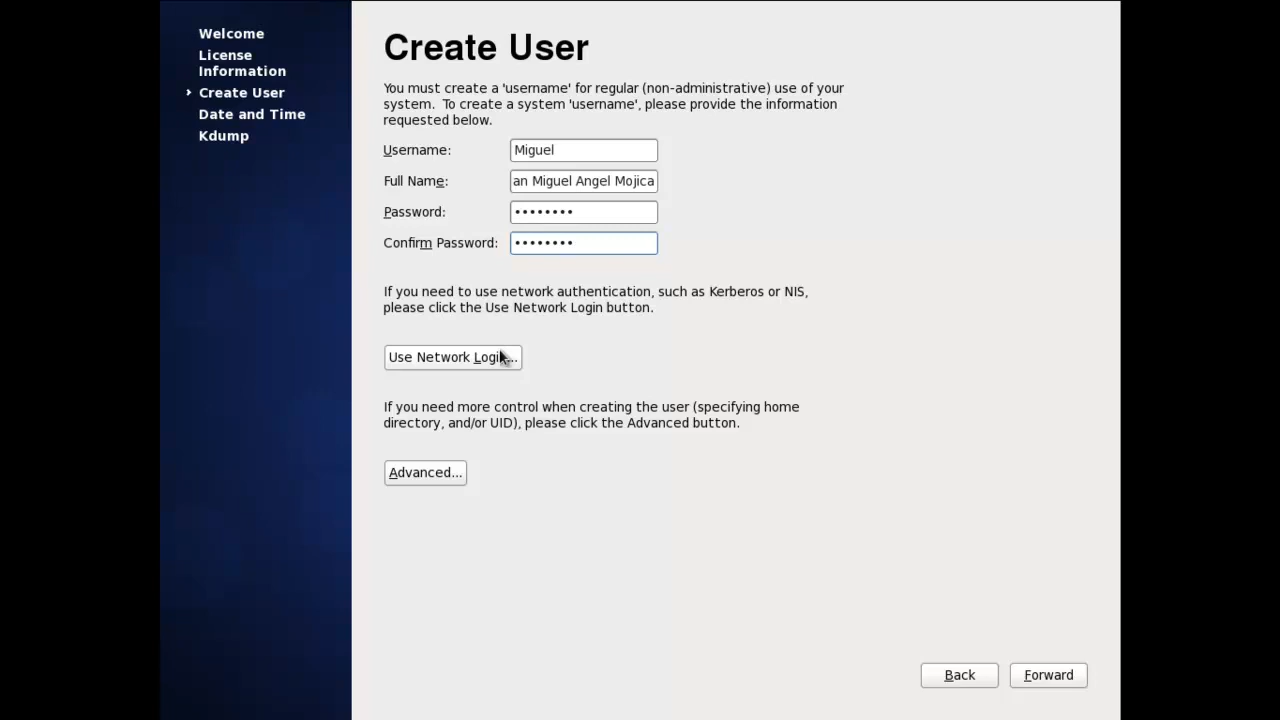 Welcome
License
Information
Create User
Date and Time
Kdump
Create User
You must create a 'username' for regular (non-administrative) use of your
system.  To create a system 'username', please provide the information
requested below.
Username: Miguel
Full Name: an Miguel Angel Mojica
Password: ••••••••
Confirm Password: ••••••••
If you need to use network authentication, such as Kerberos or NIS,
please click the Use Network Login button.
Use Network Login...
If you need more control when creating the user (specifying home
directory, and/or UID), please click the Advanced button.
Advanced...
Back
Forward